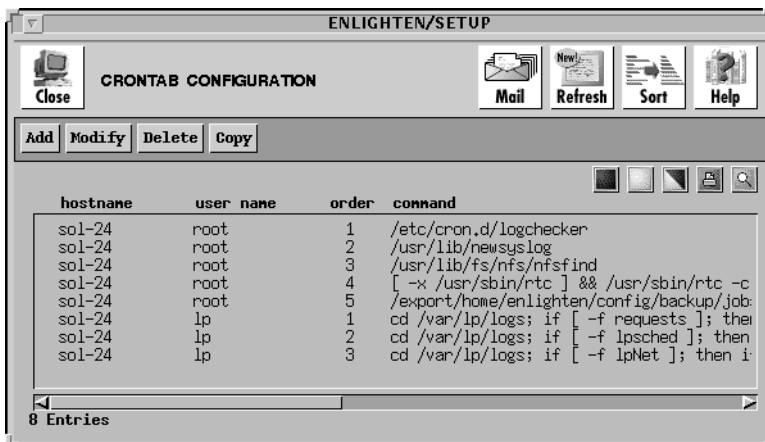 ENLIGHTEN/SETUP
Close
CRONTAB CONFIGURATION
Mail
New!
Refresh
Sort
Help
Add Modify Delete Copy
hostname user name order command
sol-24 root 1 /etc/cron.d/logchecker
sol-24 root 2 /usr/lib/newsyslog
sol-24 root 3 /usr/lib/fs/nfs/nfsfind
sol-24 root 4 [ -x /usr/sbin/rtc ] && /usr/sbin/rtc -c
sol-24 root 5 /export/home/enlighten/config/backup/job
sol-24 lp 1 cd /var/lp/logs; if [ -f requests ]; the
sol-24 lp 2 cd /var/lp/logs; if [ -f lpsched ]; then
sol-24 lp 3 cd /var/lp/logs; if [ -f lpNet ]; then i
8 Entries